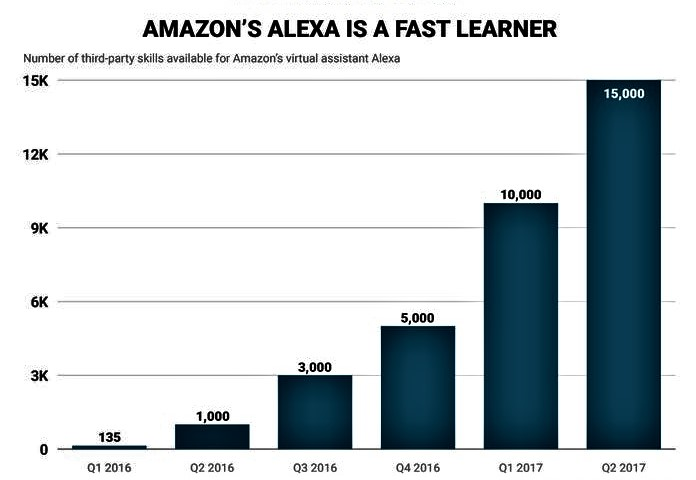 AMAZON’S ALEXA IS A FAST LEARNER
Number of third-party skills available for Amazon’s virtual assistant Alexa
15K
15,000
12K
10,000
9K
6K
5,000
3,000
3K
1,000
135
0
Q1 2016 Q2 2016 Q3 2016 Q4 2016 Q1 2017 Q2 2017